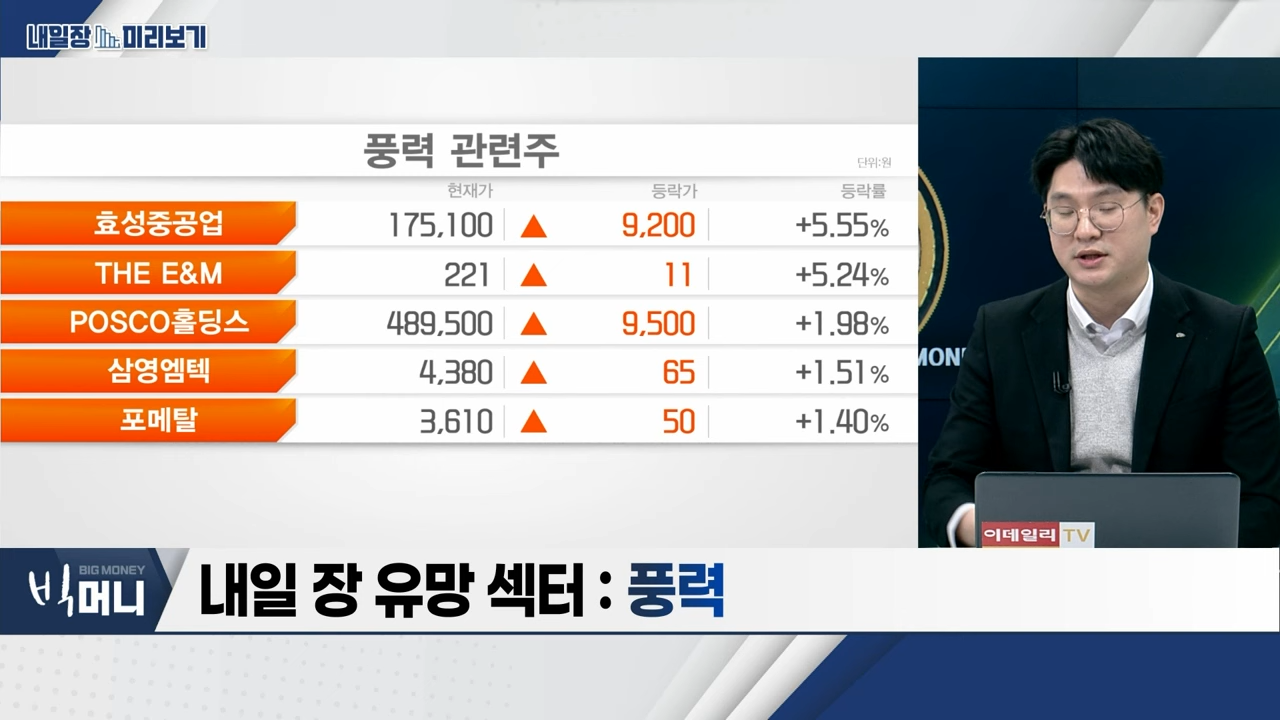 내일장 미리보기
풍력 관련주
단위:원
현재가 등락가 등락률
효성중공업 175,100 ▲ 9,200 +5.55%
THE E&M 221 ▲ 11 +5.24%
POSCO홀딩스 489,500 ▲ 9,500 +1.98%
삼영엠텍 4,380 ▲ 65 +1.51%
포메탈 3,610 ▲ 50 +1.40%
이데일리 TV
BIG MONEY
빅머니
내일 장 유망 섹터 : 풍력